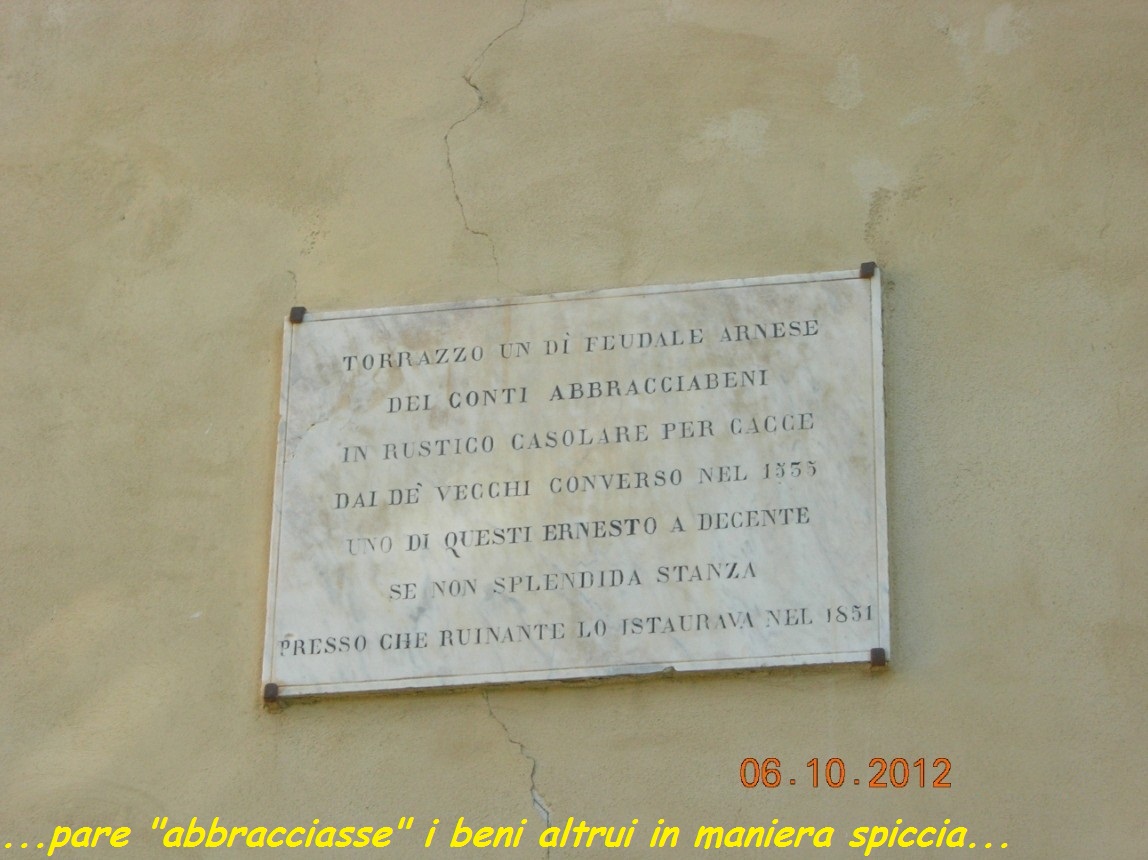 TORRAZZO UN DÌ FEUDALE ARNESE
DEI CONTI ABBRACCIABENI
IN RUSTICO CASOLARE PER CACCE
DAI DE' VECCHI CONVERSO NEL 1535
UNO DI QUESTI ERNESTO A DECENTE
SE NON SPLENDIDA STANZA
PRESSO CHE RUINANTE LO ISTAURAVA NEL 1851
06.10.2012
...pare "abbracciasse" i beni altrui in maniera spiccia...